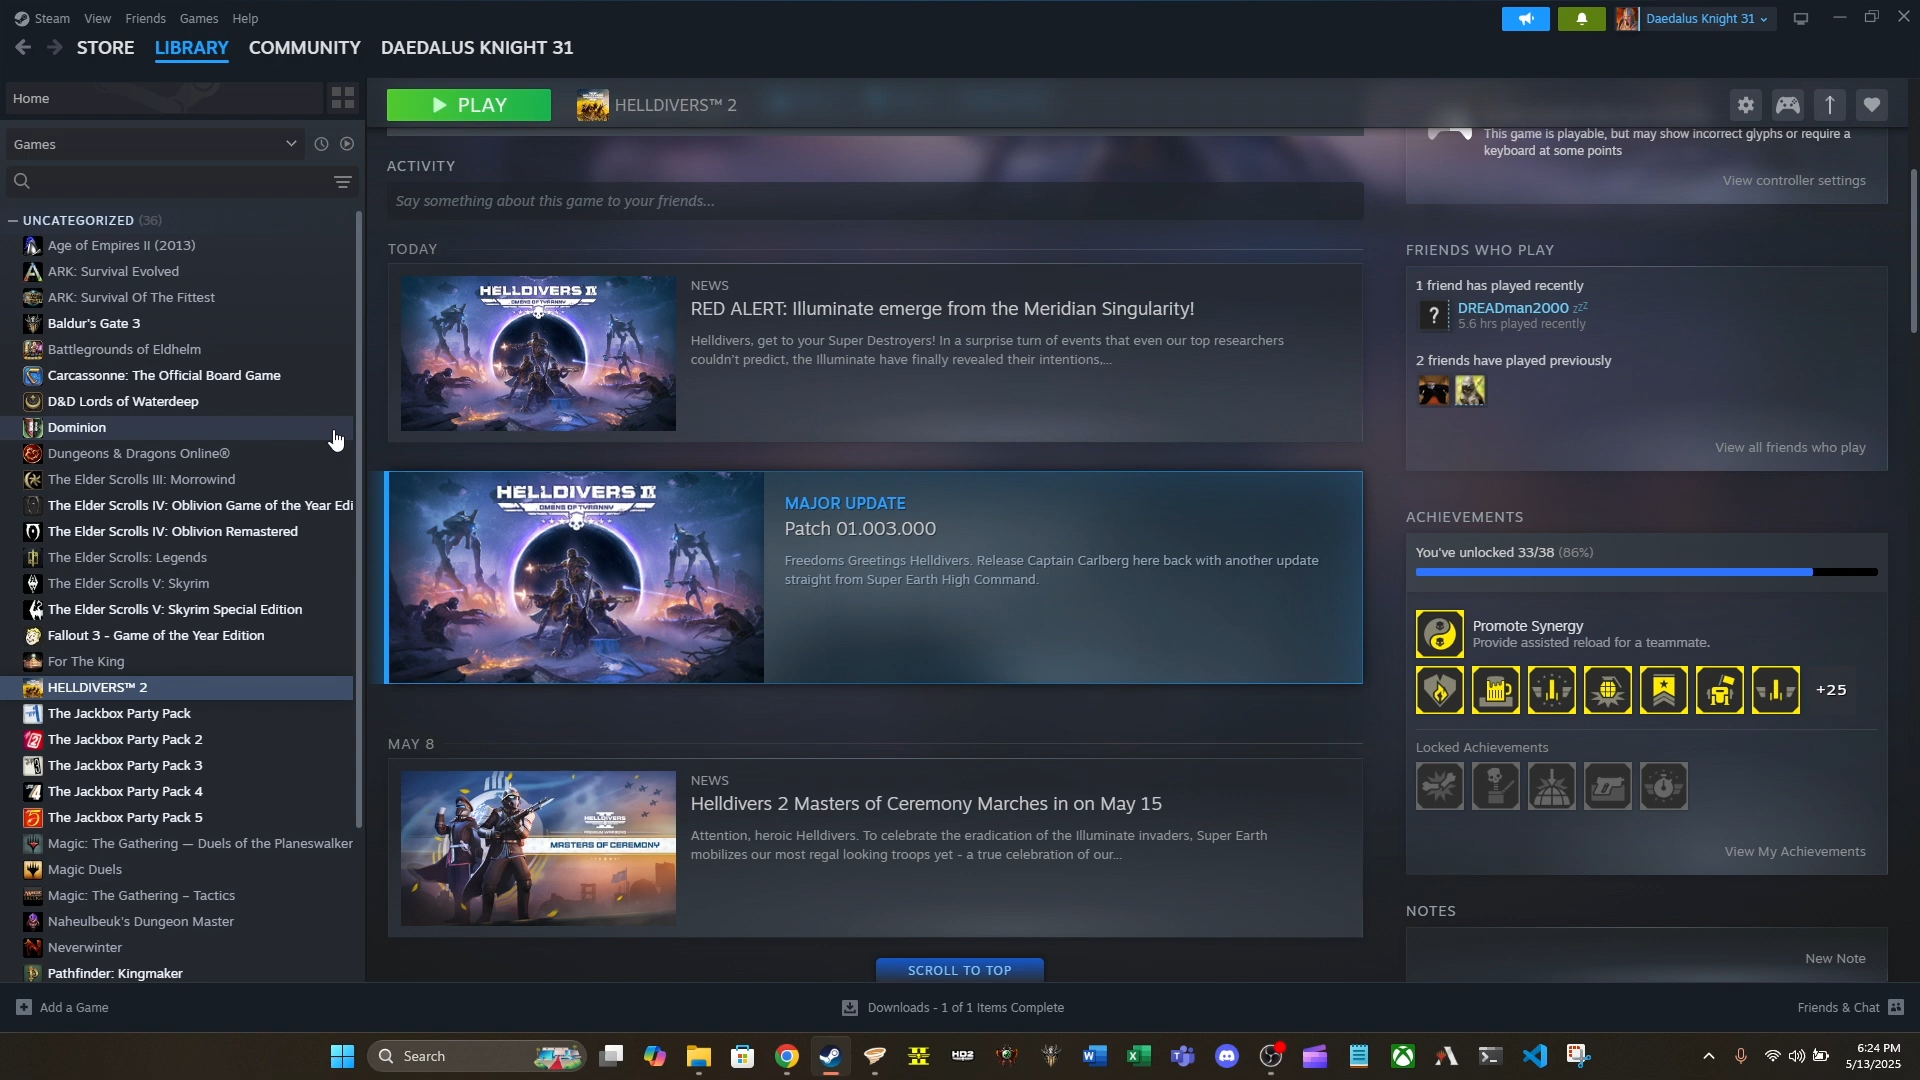 Steam View Friends Games Help
Daedalus Knight 31
STORE LIBRARY COMMUNITY DAEDALUS KNIGHT 31
Home
PLAY
HELLDIVERS™ 2
Games
UNCATEGORIZED (36)
Age of Empires II (2013)
ARK: Survival Evolved
ARK: Survival Of The Fittest
Baldur's Gate 3
Battlegrounds of Eldhelm
Carcassonne: The Official Board Game
D&D Lords of Waterdeep
Dominion
Dungeons & Dragons Online®
The Elder Scrolls III: Morrowind
The Elder Scrolls IV: Oblivion Game of the Year Edi
The Elder Scrolls IV: Oblivion Remastered
The Elder Scrolls: Legends
The Elder Scrolls V: Skyrim
The Elder Scrolls V: Skyrim Special Edition
Fallout 3 - Game of the Year Edition
For The King
HELLDIVERS™ 2
The Jackbox Party Pack
The Jackbox Party Pack 2
The Jackbox Party Pack 3
The Jackbox Party Pack 4
The Jackbox Party Pack 5
Magic: The Gathering — Duels of the Planeswalker
Magic Duels
Magic: The Gathering – Tactics
Naheulbeuk's Dungeon Master
Neverwinter
Pathfinder: Kingmaker
ACTIVITY
Say something about this game to your friends...
TODAY
HELLDIVERS II
OMENS OF TYRANNY
NEWS
RED ALERT: Illuminate emerge from the Meridian Singularity!
Helldivers, get to your Super Destroyers! In a surprise turn of events that even our top researchers
couldn't predict, the Illuminate have finally revealed their intentions,...
HELLDIVERS II
OMENS OF TYRANNY
MAJOR UPDATE
Patch 01.003.000
Freedoms Greetings Helldivers. Release Captain Carlberg here back with another update
straight from Super Earth High Command.
MAY 8
HELLDIVERS
MASTERS OF CEREMONY
NEWS
Helldivers 2 Masters of Ceremony Marches in on May 15
Attention, heroic Helldivers. To celebrate the eradication of the Illuminate invaders, Super Earth
mobilizes our most regal looking troops yet - a true celebration of our...
SCROLL TO TOP
This game is playable, but may show incorrect glyphs or require a
keyboard at some points
View controller settings
FRIENDS WHO PLAY
1 friend has played recently
?
DREADman2000 zzZ
5.6 hrs played recently
2 friends have played previously
View all friends who play
ACHIEVEMENTS
You've unlocked 33/38 (86%)
Promote Synergy
Provide assisted reload for a teammate.
+25
Locked Achievements
View My Achievements
NOTES
New Note
Add a Game
Downloads - 1 of 1 Items Complete
Friends & Chat
Search
HD2
6:24 PM
5/13/2025